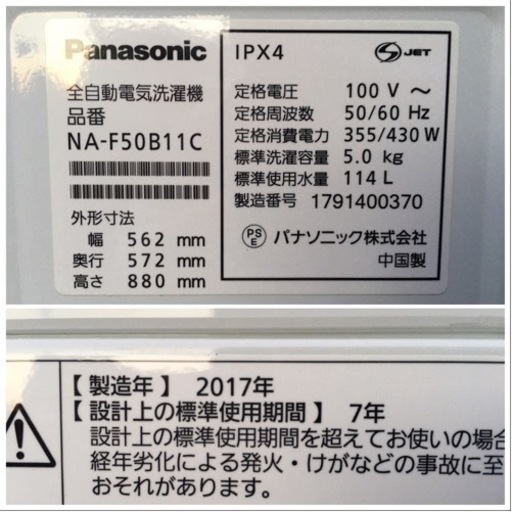 Panasonic
全自動電気洗濯機
品番
NA-F50B11C
外形寸法
幅 562 mm
奥行 572 mm
高さ 880 mm
IPX4
S JET
定格電圧 100 V ～
定格周波数 50/60 Hz
定格消費電力 355/430 W
標準洗濯容量 5.0 kg
標準使用水量 114 L
製造番号 1791400370
PSE パナソニック株式会社
中国製
【製造年】 2017年
【設計上の標準使用期間】 7年
設計上の標準使用期間を超えてお使いの場合
経年劣化による発火・けがなどの事故に至
おそれがあります。